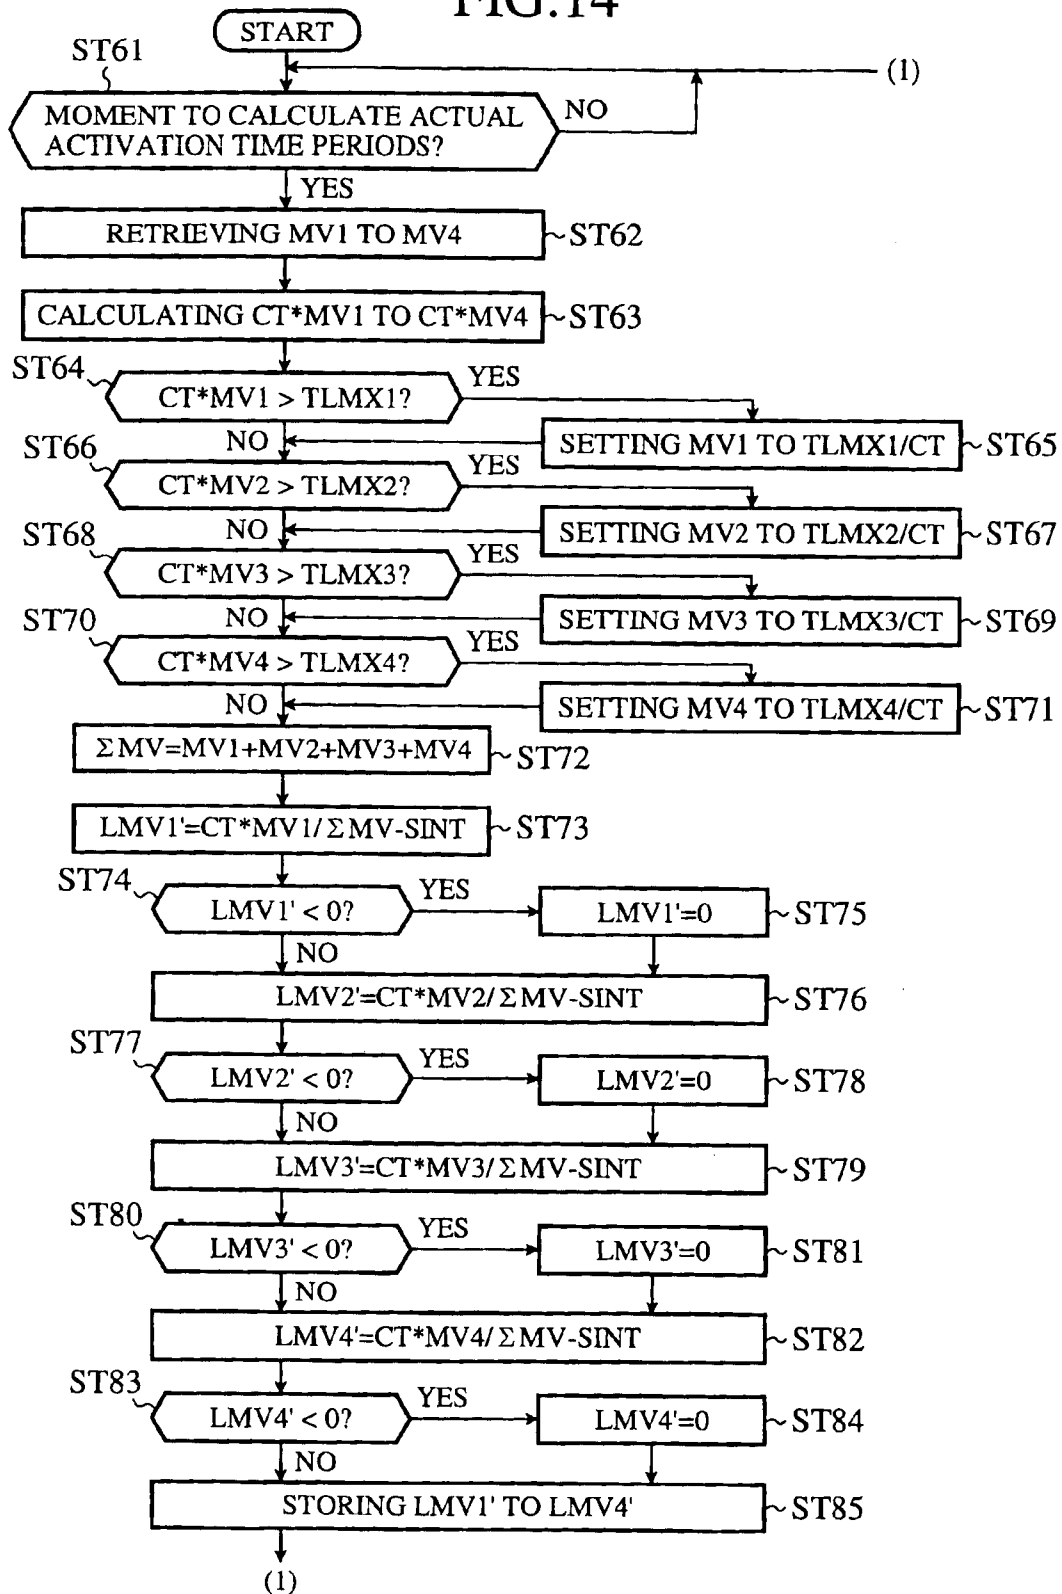 FIG.14
START
ST61
(1)
MOMENT TO CALCULATE ACTUAL
ACTIVATION TIME PERIODS?
NO
YES
RETRIEVING MV1 TO MV4
ST62
CALCULATING CT*MV1 TO CT*MV4
ST63
ST64
CT*MV1 > TLMX1?
YES
NO
SETTING MV1 TO TLMX1/CT
ST65
ST66
CT*MV2 > TLMX2?
YES
NO
SETTING MV2 TO TLMX2/CT
ST67
ST68
CT*MV3 > TLMX3?
YES
NO
SETTING MV3 TO TLMX3/CT
ST69
ST70
CT*MV4 > TLMX4?
YES
NO
SETTING MV4 TO TLMX4/CT
ST71
ΣMV=MV1+MV2+MV3+MV4
ST72
LMV1'=CT*MV1/ΣMV-SINT
ST73
ST74
LMV1' < 0?
YES
LMV1'=0
ST75
NO
LMV2'=CT*MV2/ΣMV-SINT
ST76
ST77
LMV2' < 0?
YES
LMV2'=0
ST78
NO
LMV3'=CT*MV3/ΣMV-SINT
ST79
ST80
LMV3' < 0?
YES
LMV3'=0
ST81
NO
LMV4'=CT*MV4/ΣMV-SINT
ST82
ST83
LMV4' < 0?
YES
LMV4'=0
ST84
NO
STORING LMV1' TO LMV4'
ST85
(1)